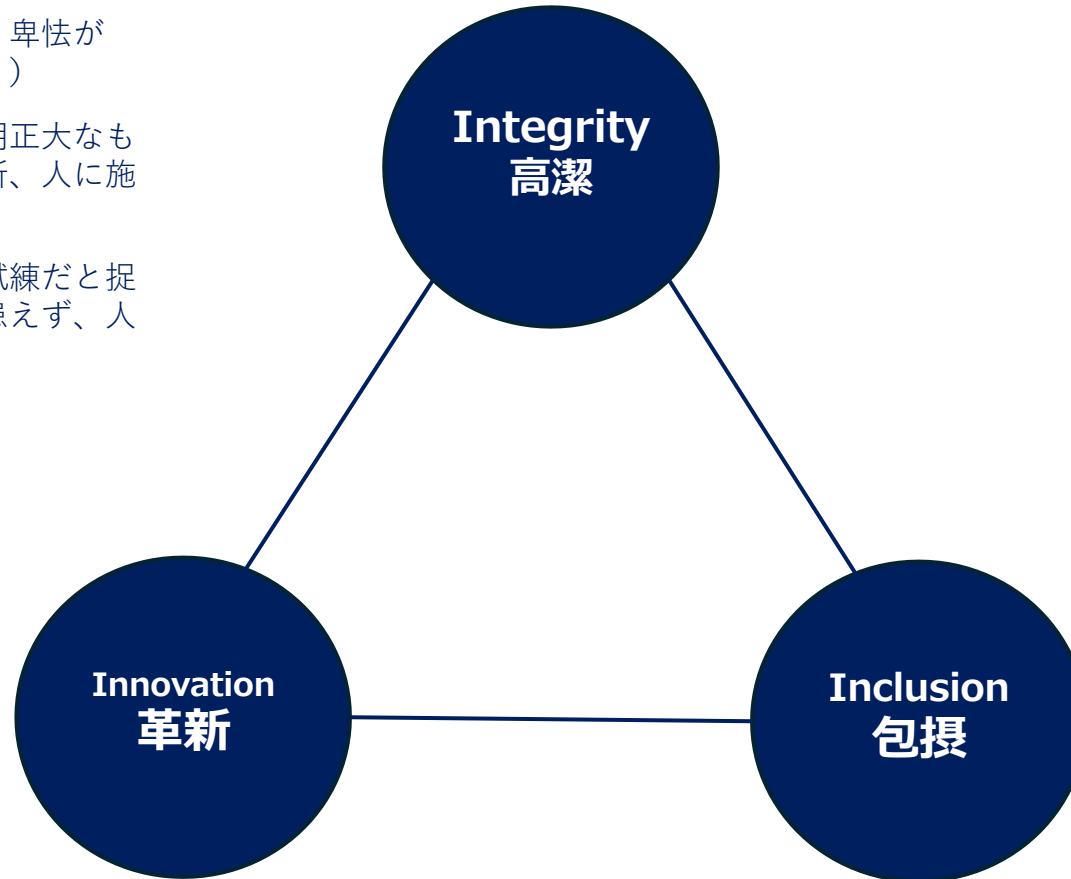 卑怯が
）
明正大なも
斤、人に施
試練だと捉
憩えず、人
Integrity
高潔
Innovation
革新
Inclusion
包摂